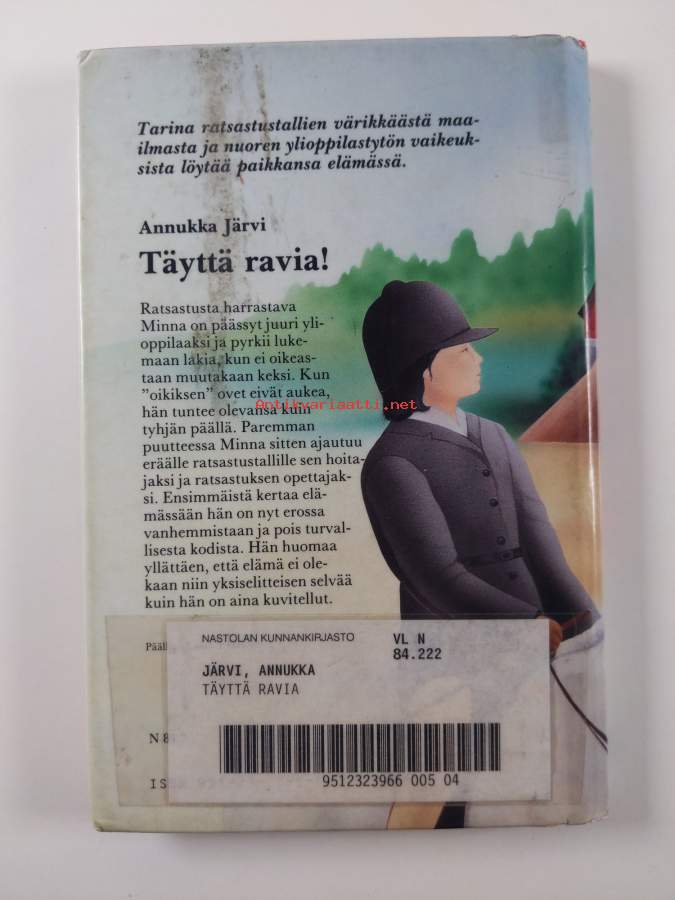 Tarina ratsastustallien värikkäästä maa-
ilmasta ja nuoren ylioppilastytön vaikeuk-
sista löytää paikkansa elämässä.
Annukka Järvi
Täyttä ravia!
Ratsastusta harrastava
Minna on päässyt juuri yli-
oppilaaksi ja pyrkii luke-
maan lakia, kun ei oikeas-
taan muutakaan keksi. Kun
”oikiksen” ovet eivät aukea,
hän tuntee olevansa kuin
Antikvariaatti.net
tyhjän päällä. Paremman
puutteessa Minna sitten ajautuu
eräälle ratsastustallille sen hoita-
jaksi ja ratsastuksen opettajak-
si. Ensimmäistä kertaa elä-
mässään hän on nyt erossa
vanhemmistaan ja pois turval-
lisesta kodista. Hän huomaa
yllättäen, että elämä ei ole-
kaan niin yksiselitteisen selvää
kuin hän on aina kuvitellut.
Pääll
NASTOLAN KUNNANKIRJASTO
VL N
84.222
JÄRVI, ANNUKKA
TÄYTTÄ RAVIA
N 8
IS
9512323966 005 04